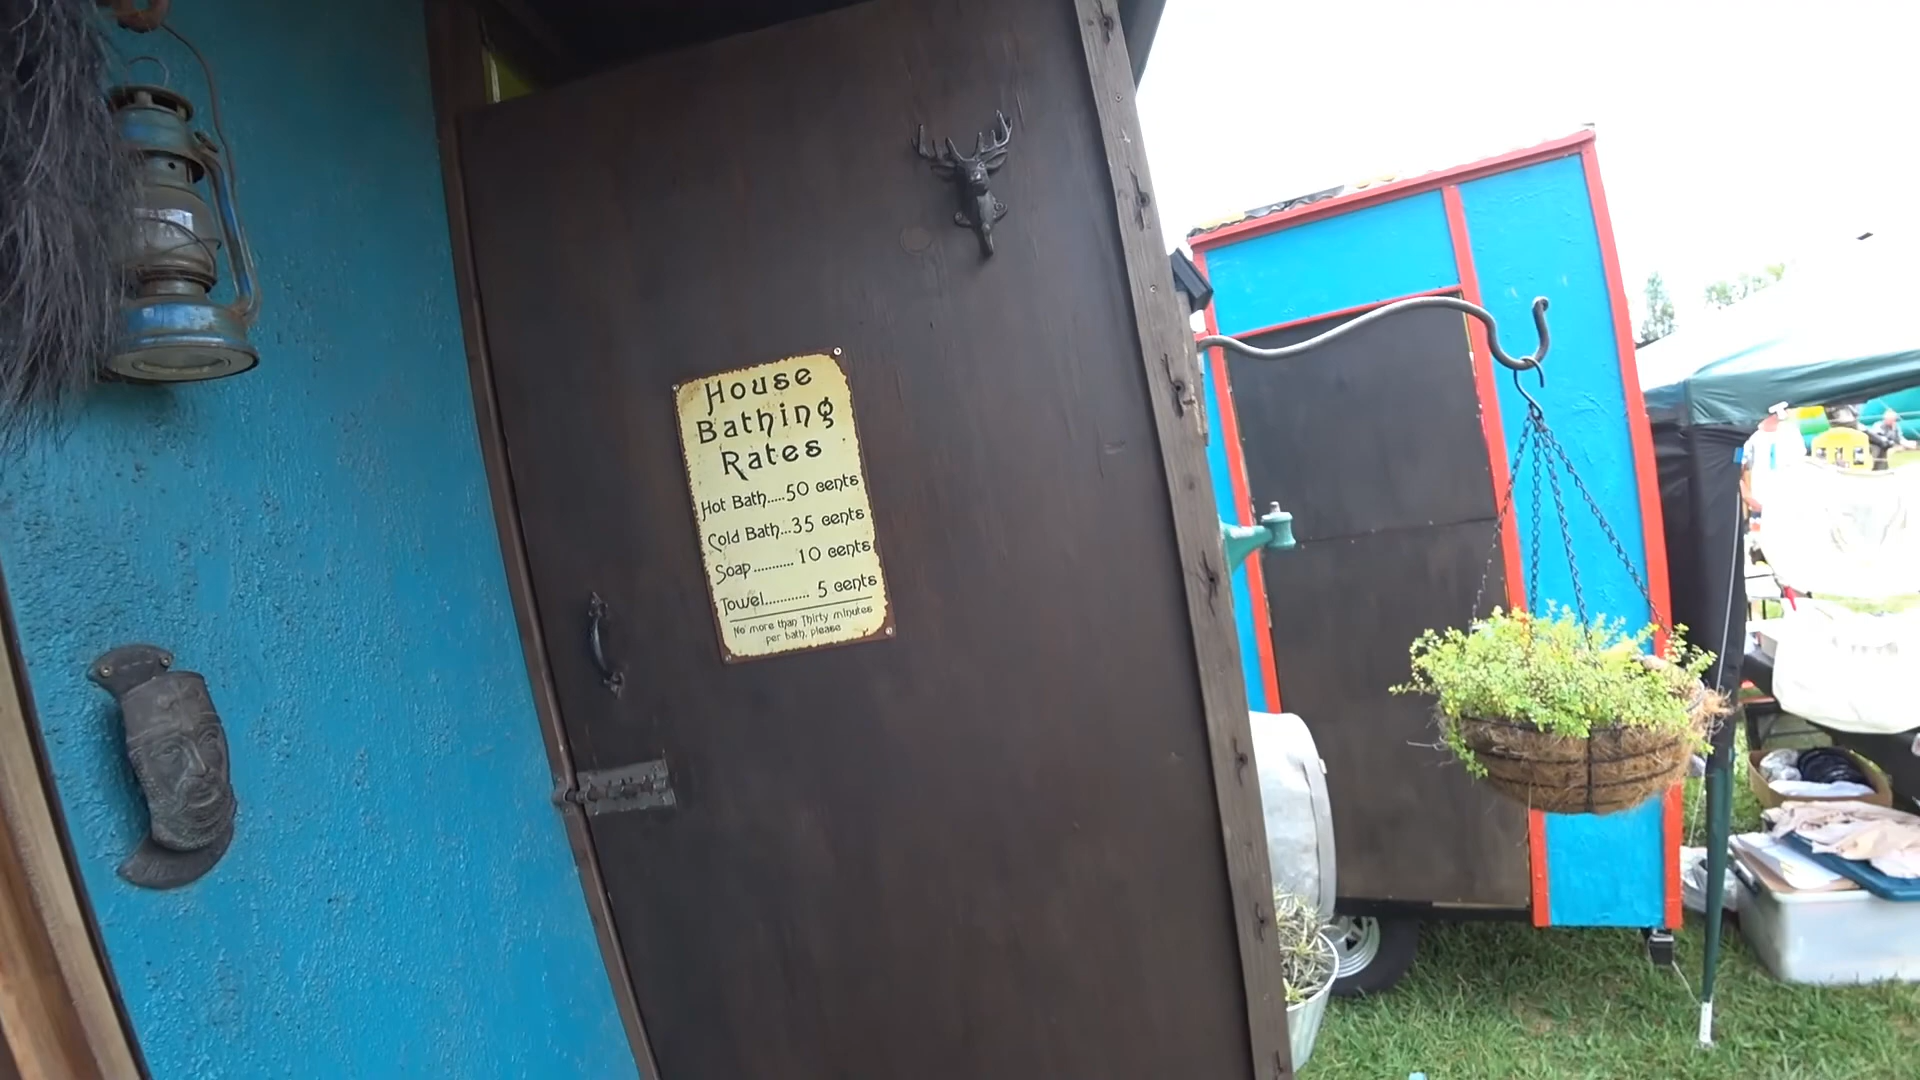 House
Bathing
Rates
Hot Bath.....50 cents
Cold Bath...35 cents
Soap........... 10 cents
Towel............ 5 cents
No more than Thirty minutes
per bath, please